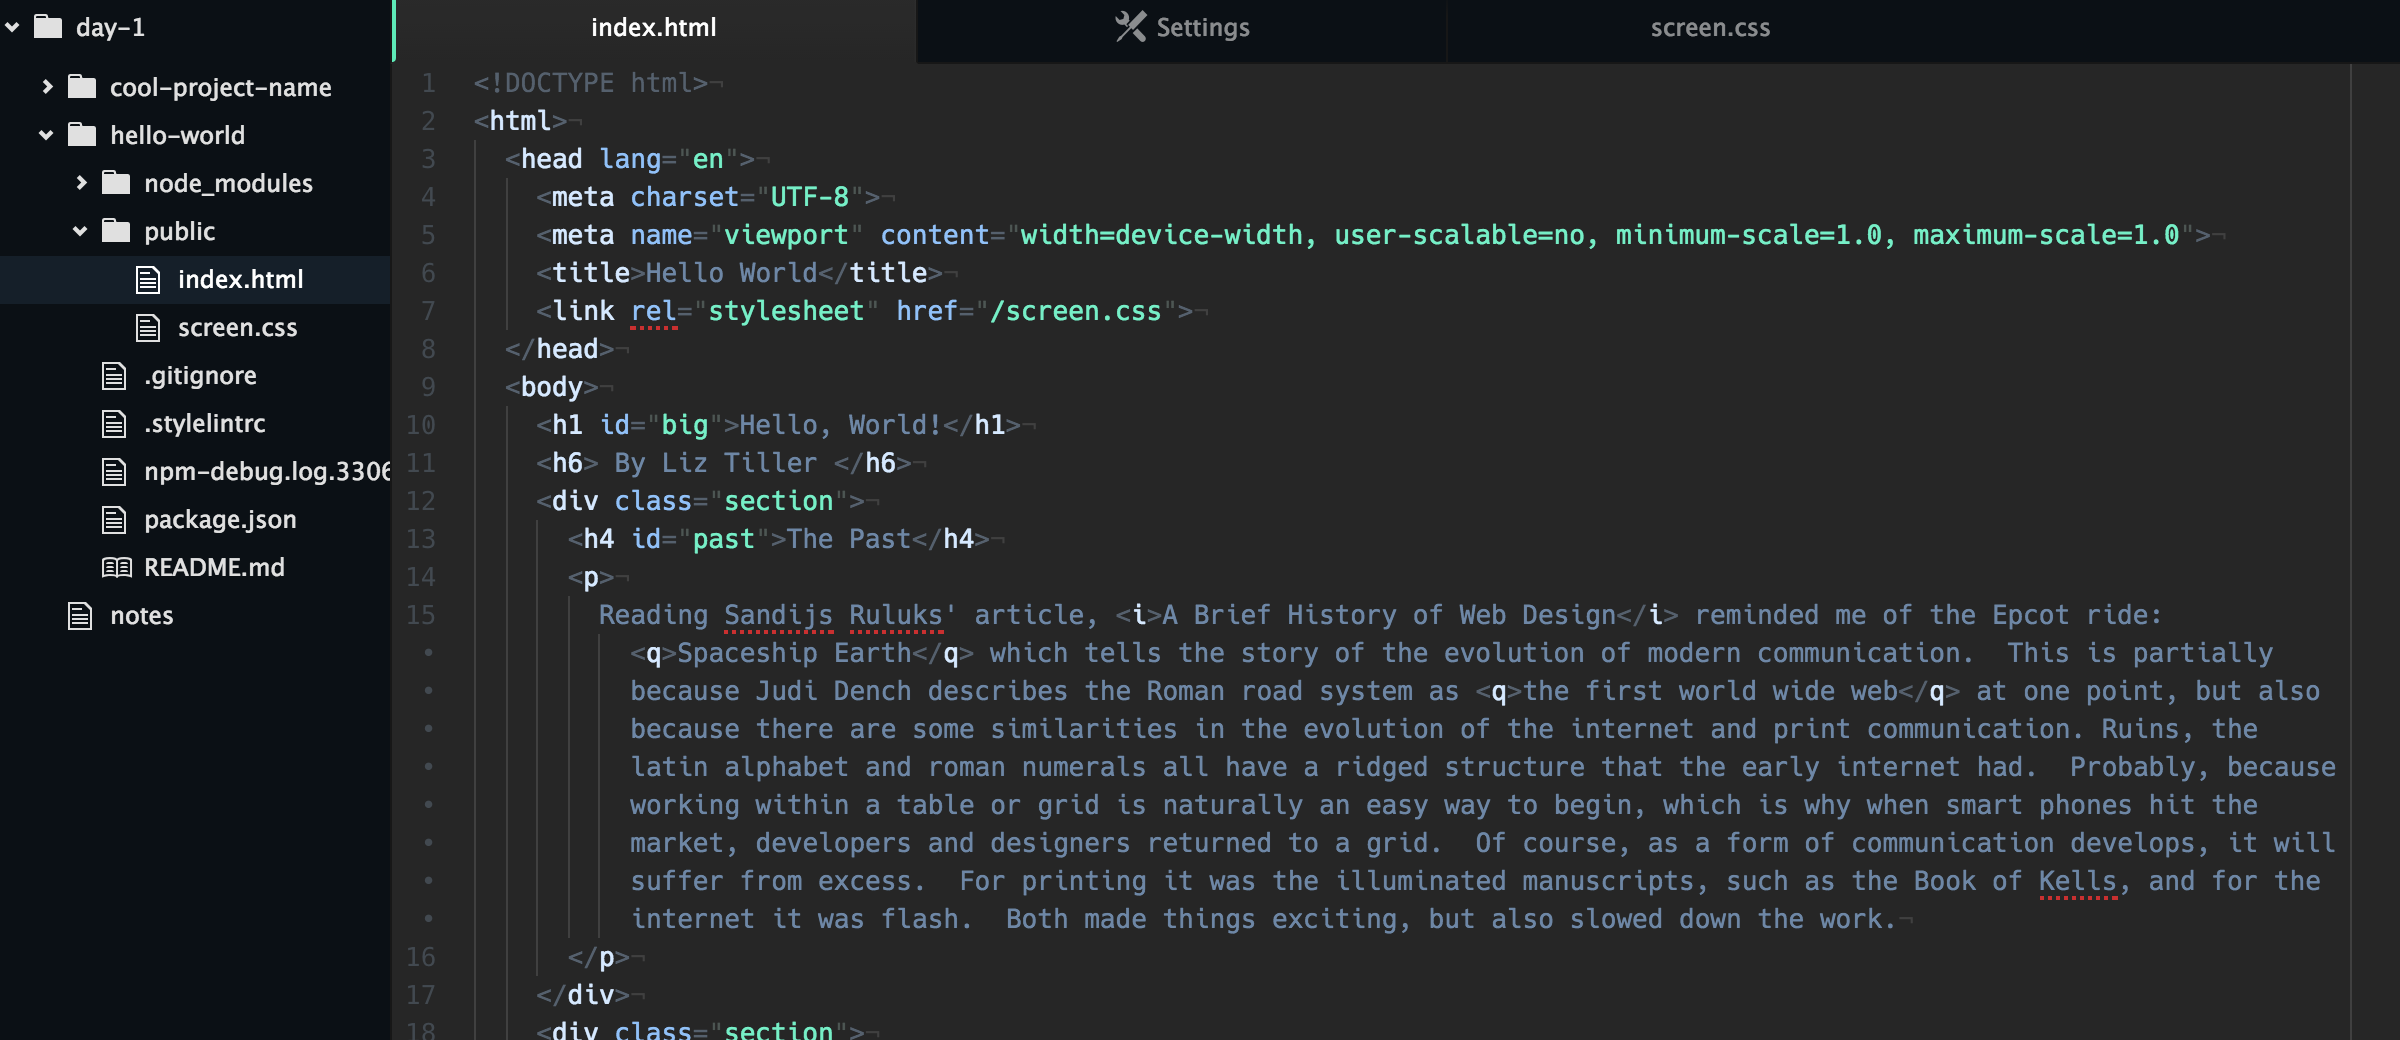 day-1
cool-project-name
hello-world
node_modules
public
index.html
screen.css
.gitignore
.stylelintrc
npm-debug.log.3306
package.json
README.md
notes
index.html
Settings
screen.css
1 <!DOCTYPE html>¬
2 <html>¬
3 <head lang="en">¬
4 <meta charset="UTF-8">¬
5 <meta name="viewport" content="width=device-width, user-scalable=no, minimum-scale=1.0, maximum-scale=1.0">¬
6 <title>Hello World</title>¬
7 <link rel="stylesheet" href="/screen.css">¬
8 </head>¬
9 <body>¬
10 <h1 id="big">Hello, World!</h1>¬
11 <h6> By Liz Tiller </h6>¬
12 <div class="section">¬
13 <h4 id="past">The Past</h4>¬
14 <p>¬
15 Reading Sandijs Ruluks' article, <i>A Brief History of Web Design</i> reminded me of the Epcot ride:
• <q>Spaceship Earth</q> which tells the story of the evolution of modern communication.  This is partially
• because Judi Dench describes the Roman road system as <q>the first world wide web</q> at one point, but also
• because there are some similarities in the evolution of the internet and print communication. Ruins, the
• latin alphabet and roman numerals all have a ridged structure that the early internet had.  Probably, because
• working within a table or grid is naturally an easy way to begin, which is why when smart phones hit the
• market, developers and designers returned to a grid.  Of course, as a form of communication develops, it will
• suffer from excess.  For printing it was the illuminated manuscripts, such as the Book of Kells, and for the
• internet it was flash.  Both made things exciting, but also slowed down the work.¬
16 </p>¬
17 </div>¬
18 <div class="section">¬